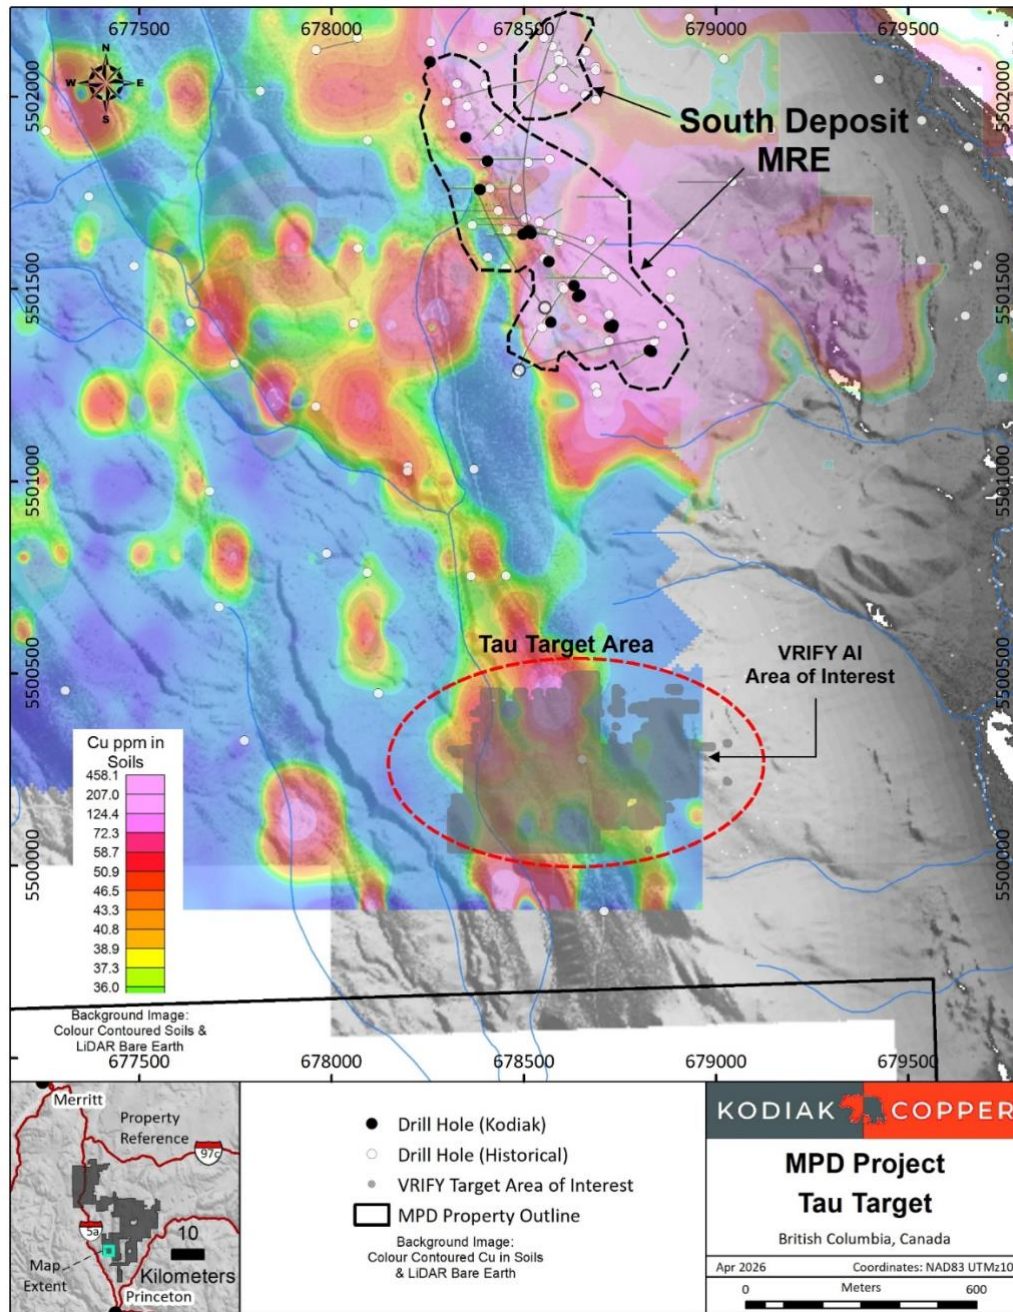 677500
678000
678500
679000
679500
5502000
5502000
N
W
E
S
South Deposit
MRE
5501500
5501500
5501000
5501000
Tau Target Area
VRIFY AI
Area of Interest
5500500
5500500
Cu ppm in
Soils
458.1
207.0
124.4
72.3
58.7
50.9
46.5
43.3
40.8
38.9
37.3
36.0
5500000
5500000
Background Image:
Colour Contoured Soils &
LiDAR Bare Earth
677500
678000
678500
679000
679500
Merritt
Property
Reference
97c
5a
10
Kilometers
Map
Extent
Princeton
Drill Hole (Kodiak)
Drill Hole (Historical)
VRIFY Target Area of Interest
MPD Property Outline
Background Image:
Colour Contoured Cu in Soils
& LiDAR Bare Earth
KODIAK COPPER
MPD Project
Tau Target
British Columbia, Canada
Apr 2026 Coordinates: NAD83 UTMz10
Meters
0 600